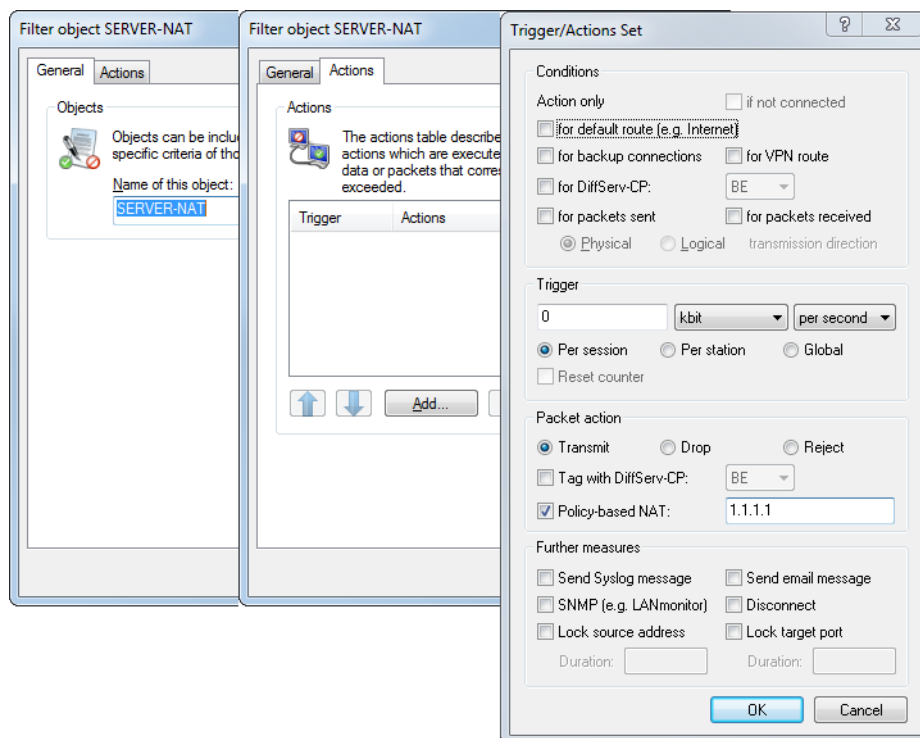 Filter object SERVER-NAT
General
Actions
Objects
Objects can be inclu
specific criteria of tho
Name of this object:
SERVER-NAT
Filter object SERVER-NAT
General
Actions
Actions
The actions table describe
actions which are execute
data or packets that corres
exceeded.
Trigger
Actions
Add...
Trigger/Actions Set
?
Conditions
Action only
if not connected
for default route (e.g. Internet)
for backup connections
for VPN route
for DiffServ-CP:
BE
for packets sent
for packets received
Physical
Logical
transmission direction
Trigger
0
kbit
per second
Per session
Per station
Global
Reset counter
Packet action
Transmit
Drop
Reject
Tag with DiffServ-CP:
BE
Policy-based NAT:
1.1.1.1
Further measures
Send Syslog message
Send email message
SNMP (e.g. LANmonitor)
Disconnect
Lock source address
Lock target port
Duration:
Duration:
OK
Cancel